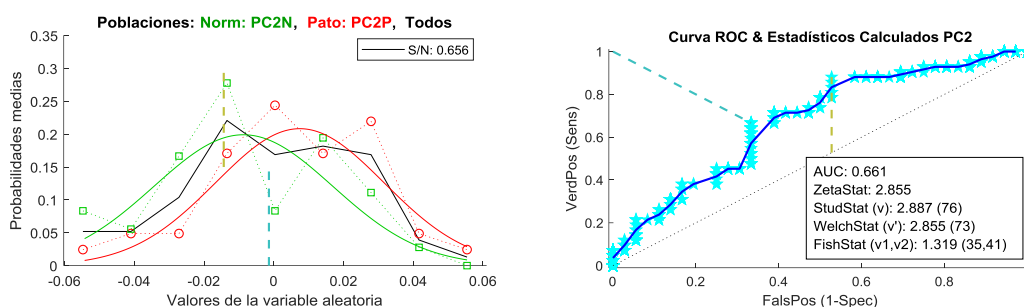 Poblaciones: Norm: PC2N, Pato: PC2P, Todos
S/N: 0.656
Probabilidades medias
0.35
0.3
0.25
0.2
0.15
0.1
0.05
0
-0.06
-0.04
-0.02
0
0.02
0.04
0.06
Valores de la variable aleatoria
Curva ROC & Estadísticos Calculados PC2
VerdPos (Sens)
1
0.8
0.6
0.4
0.2
0
AUC: 0.661
ZetaStat: 2.855
StudStat (v): 2.887 (76)
WelchStat (v'): 2.855 (73)
FishStat (v1,v2): 1.319 (35,41)
0
0.2
0.4
0.6
0.8
FalsPos (1-Spec)